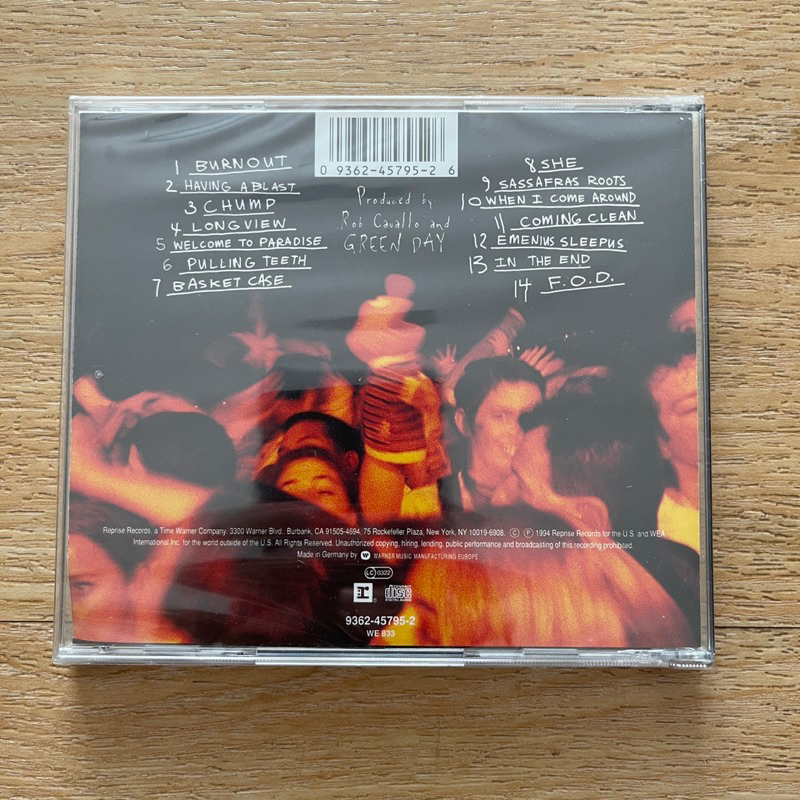 0 9362-45795-2 6
1 BURNOUT
2 HAVING A BLAST
3 CHUMP
4 LONGVIEW
5 WELCOME TO PARADISE
6 PULLING TEETH
7 BASKET CASE
Produced by
Rob Cavallo and
GREEN DAY
8 SHE
9 SASSAFRAS ROOTS
10 WHEN I COME AROUND
11 COMING CLEAN
12 EMENIUS SLEEPUS
13 IN THE END
14 F.O.D.
Reprise Records, a Time Warner Company, 3300 Warner Blvd., Burbank, CA 91505-4694. 75 Rockefeller Plaza, New York, NY 10019-6908. Ⓒ Ⓟ 1994 Reprise Records for the U.S. and WEA
International Inc. for the world outside of the U.S. All Rights Reserved. Unauthorized copying, hiring, lending, public performance and broadcasting of this recording prohibited.
Made in Germany by W WARNER MUSIC MANUFACTURING EUROPE
LC 0322
R COMPACT disc DIGITAL AUDIO
9362-45795-2
WE 833